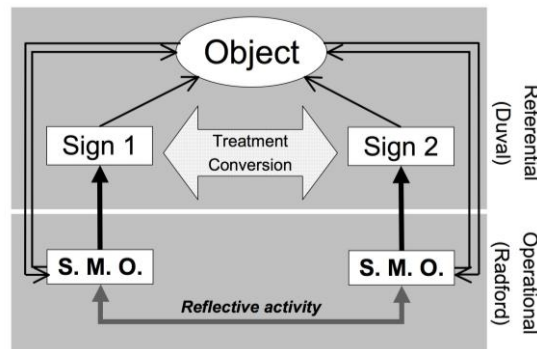 Object
Sign 1
Treatment
Conversion
Sign 2
S. M. O.
S. M. O.
Reflective activity
Referential
(Duval)
Operational
(Radford)